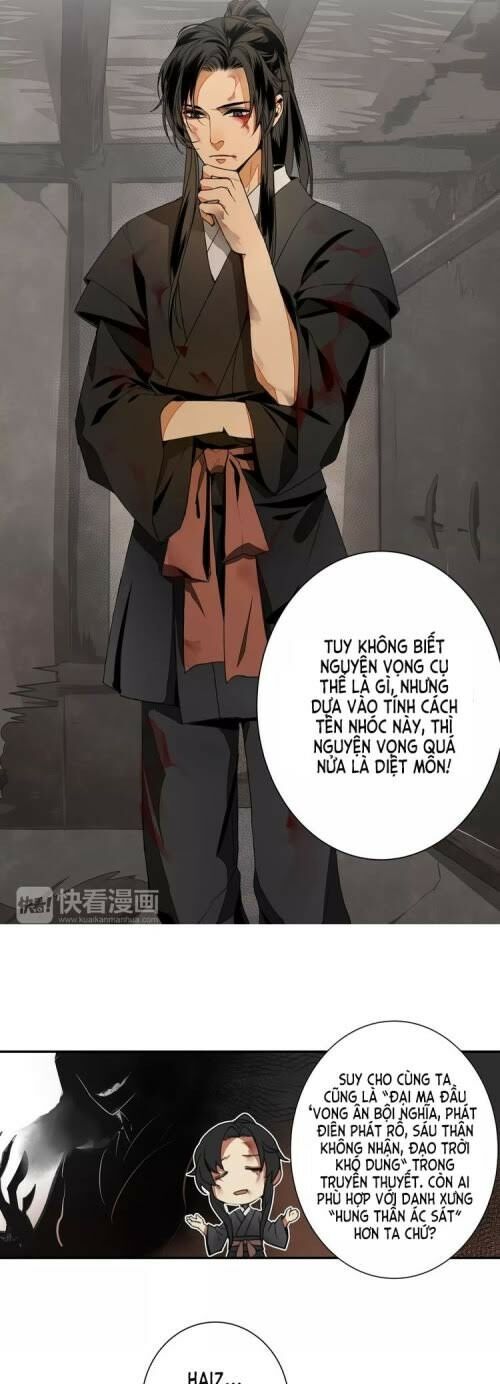 TUY KHÔNG BIẾT
NGUYỆN VỌNG CỤ
THỂ LÀ GÌ, NHƯNG
DỰA VÀO TÍNH CÁCH
TÊN NHÓC NÀY, THÌ
NGUYỆN VỌNG QUÁ
NỬA LÀ DIỆT MÔN!
快看! 快看漫画
www.kuaikanmanhua.com
SUY CHO CÙNG TA
CŨNG LÀ "ĐẠI MA ĐẦU
'VONG ÂN BỘI NGHĨA, PHÁT
ĐIÊN PHÁT RỒ, SÁU THÂN
KHÔNG NHẬN, ĐẠO TRỜI
KHÓ DUNG" TRONG
TRUYỀN THUYẾT. CÒN AI
PHÙ HỢP VỚI DANH XƯNG
"HUNG THẦN ÁC SÁT"
HƠN TA CHỨ?
HAIZ...